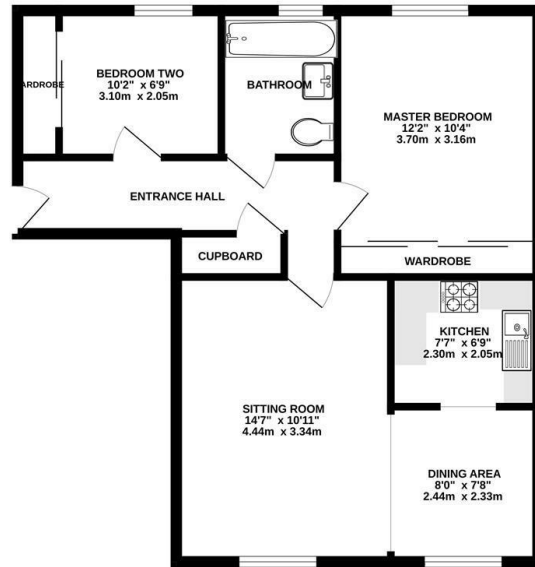 BEDROOM TWO
10'2" x 6'9"
3.10m x 2.05m
ARDROBE
BATHROOM
MASTER BEDROOM
12'2" x 10'4"
3.70m x 3.16m
ENTRANCE HALL
CUPBOARD
WARDROBE
KITCHEN
7'7" x 6'9"
2.30m x 2.05m
SITTING ROOM
14'7" x 10'11"
4.44m x 3.34m
DINING AREA
8'0" x 7'8"
2.44m x 2.33m